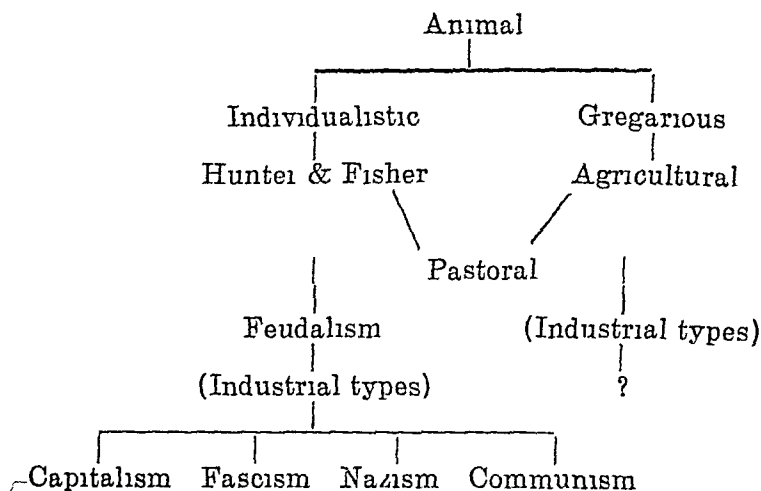 Animal
Individualistic Gregarious
Hunter & Fisher Agricultural
Pastoral
Feudalism (Industrial types)
(Industrial types) ?
Capitalism Fascism Nazism Communism